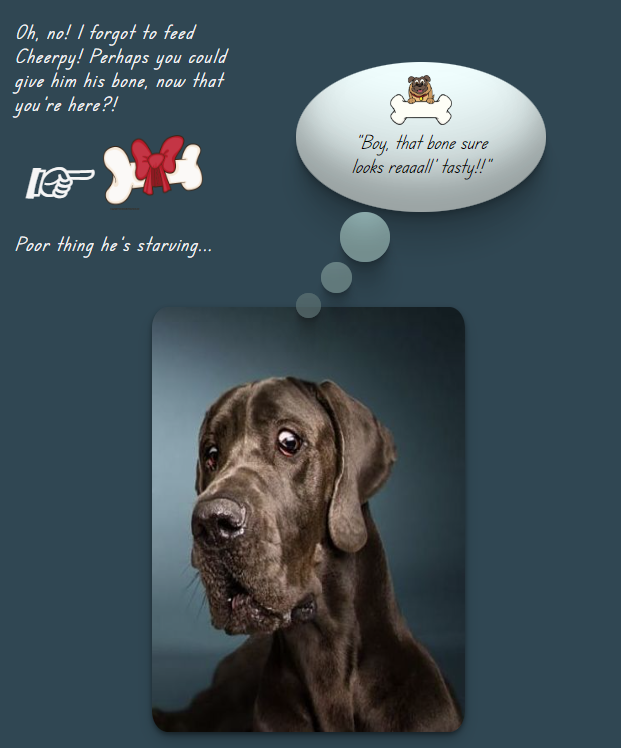 Oh, no! I forgot to feed
Cheerpy! Perhaps you could
give him his bone, now that
you're here?!
"Boy, that bone sure
looks reaaall' tasty!!"
Poor thing he's starving...